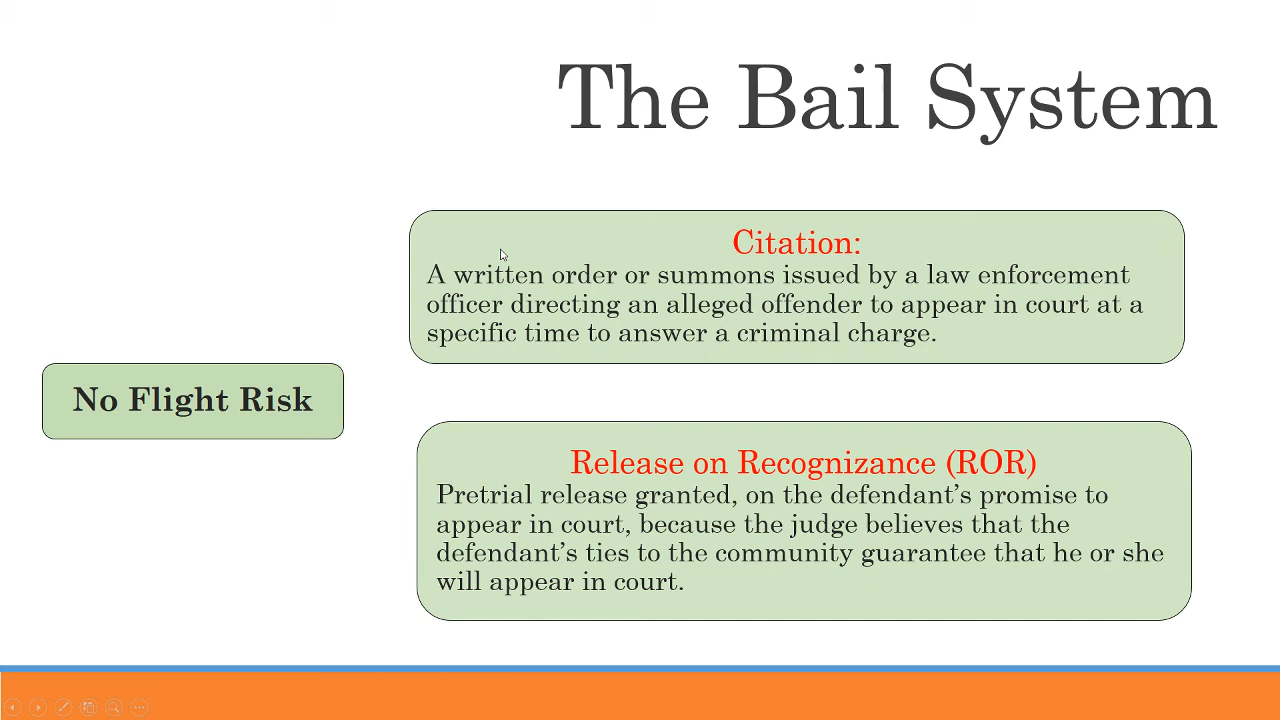 The Bail System
Citation:
A written order or summons issued by a law enforcement
officer directing an alleged offender to appear in court at a
specific time to answer a criminal charge.
No Flight Risk
Release on Recognizance (ROR)
Pretrial release granted, on the defendant’s promise to
appear in court, because the judge believes that the
defendant’s ties to the community guarantee that he or she
will appear in court.